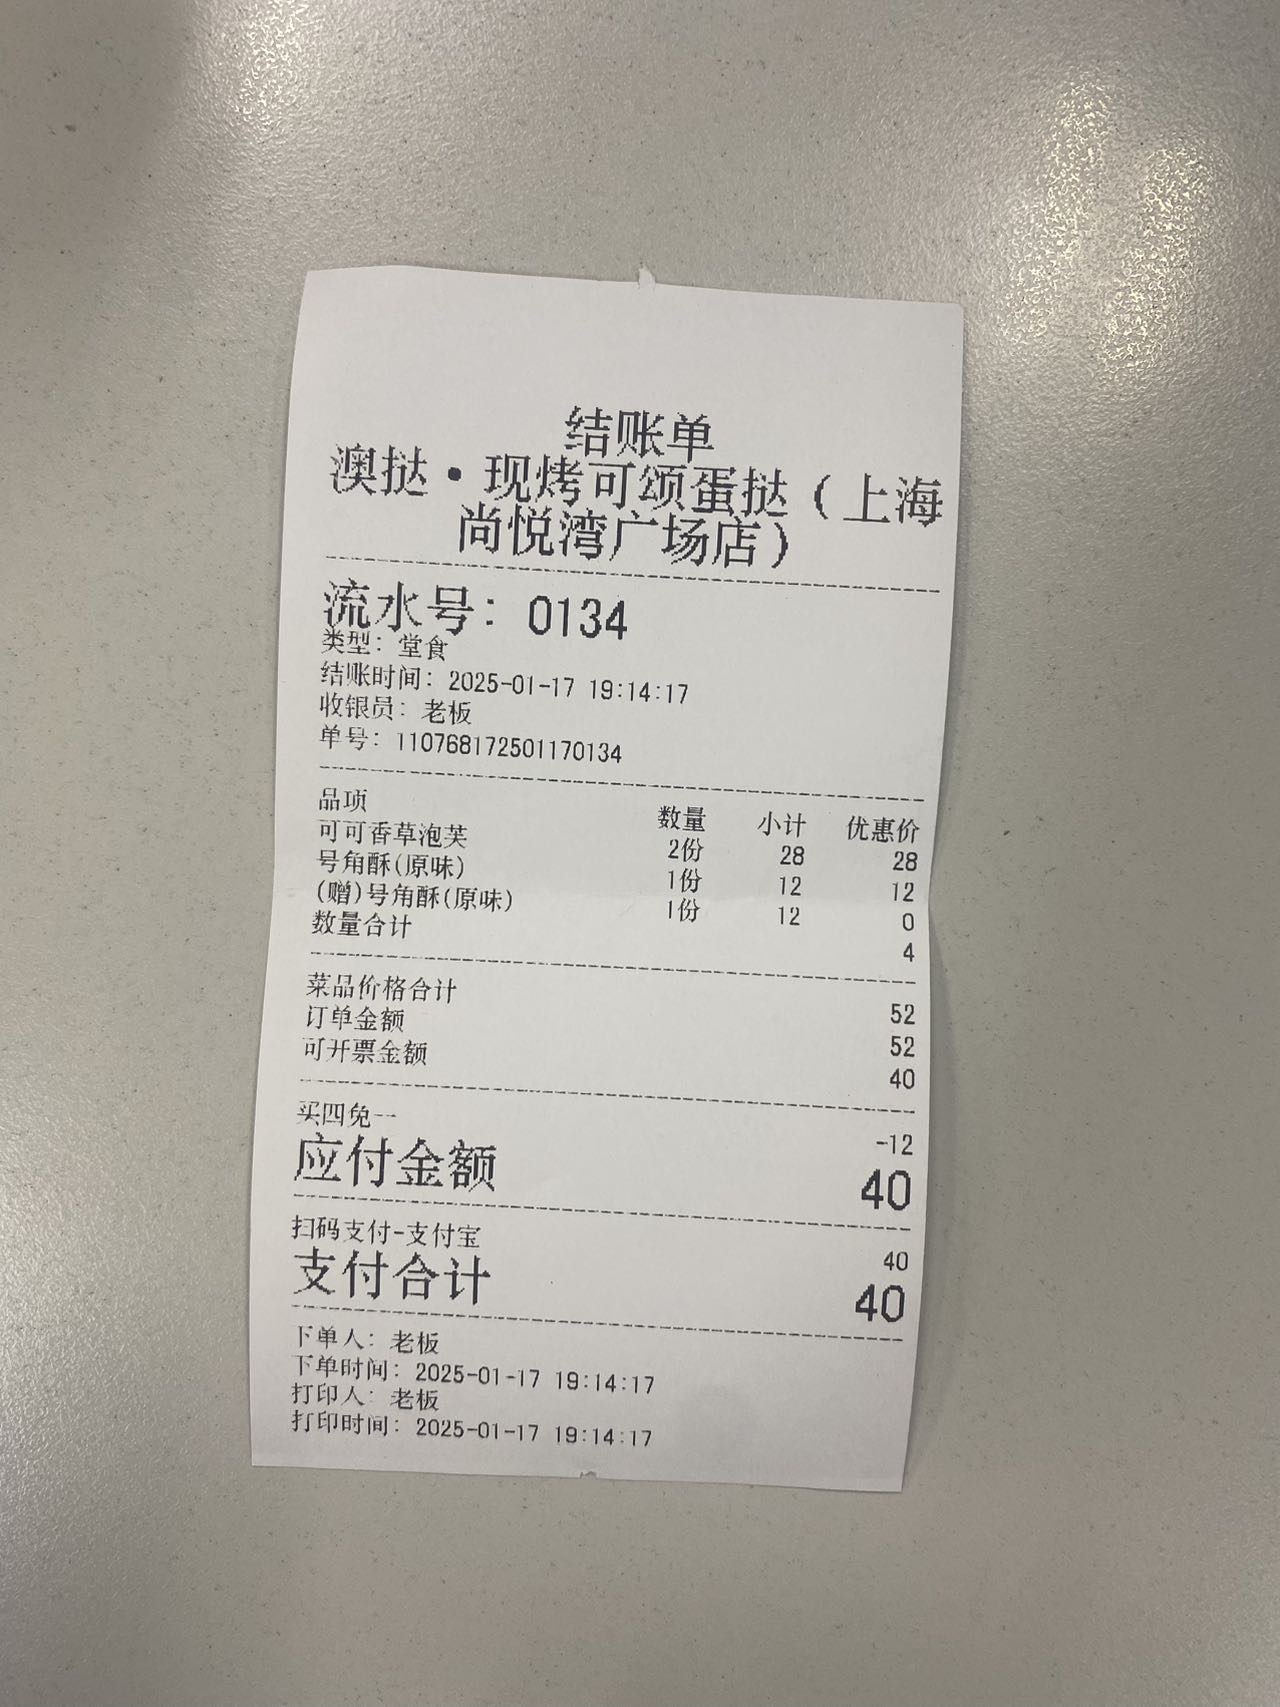 结账单
澳挞·现烤可颂蛋挞(上海
尚悦湾广场店)
流水号: 0134
类型: 堂食
结账时间: 2025-01-17 19:14:17
收银员: 老板
单号: 110768172501170134
品项 数量 小计 优惠价
可可香草泡芙 2份 28 28
号角酥(原味) 1份 12 12
(赠)号角酥(原味) 1份 12 0
数量合计 4
菜品价格合计 52
订单金额 52
可开票金额 40
买四免一 -12
应付金额 40
扫码支付-支付宝 40
支付合计 40
下单人: 老板
下单时间: 2025-01-17 19:14:17
打印人: 老板
打印时间: 2025-01-17 19:14:17